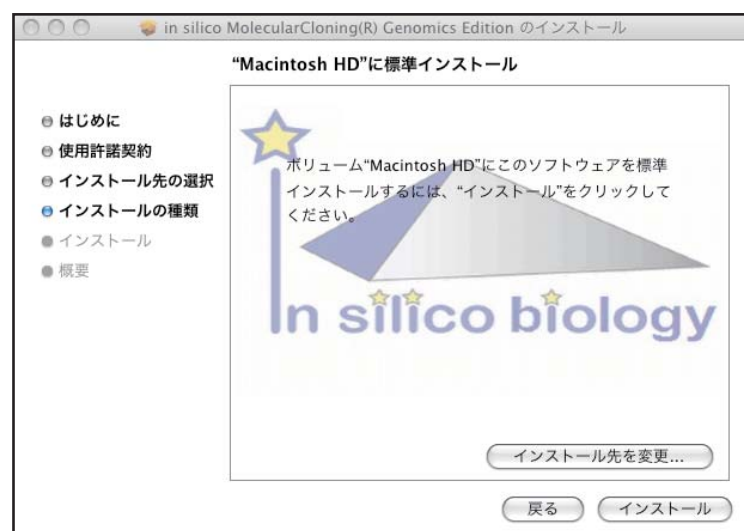 in silico MolecularCloning(R) Genomics Edition のインストール
“Macintosh HD”に標準インストール
はじめに
使用許諾契約
インストール先の選択
インストールの種類
インストール
概要
ボリューム“Macintosh HD”にこのソフトウェアを標準
インストールするには、“インストール”をクリックして
ください。
In silico biology
インストール先を変更...
戻る
インストール